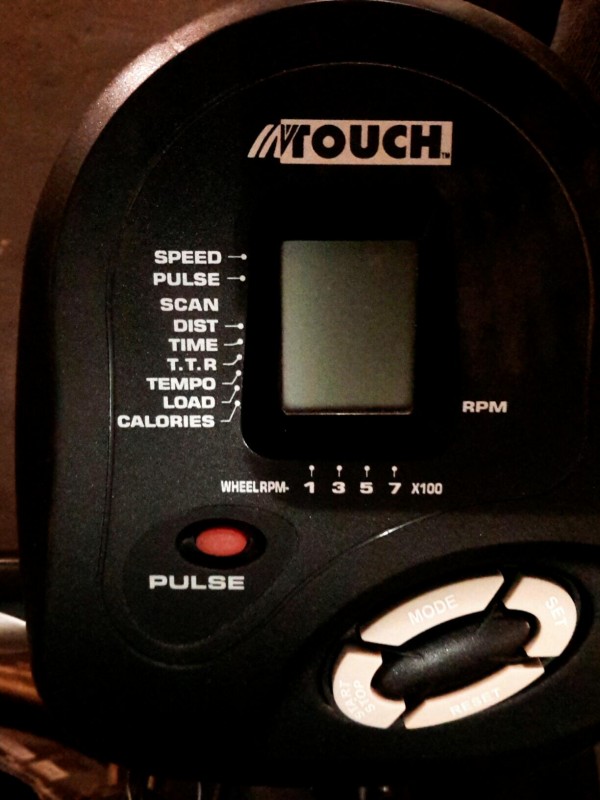 INTOUCH™
SPEED
PULSE
SCAN
DIST
TIME
T.T.R
TEMPO
LOAD
CALORIES
RPM
WHEEL RPM- 1 3 5 7 X100
PULSE
MODE
SET
START
STOP
RESET